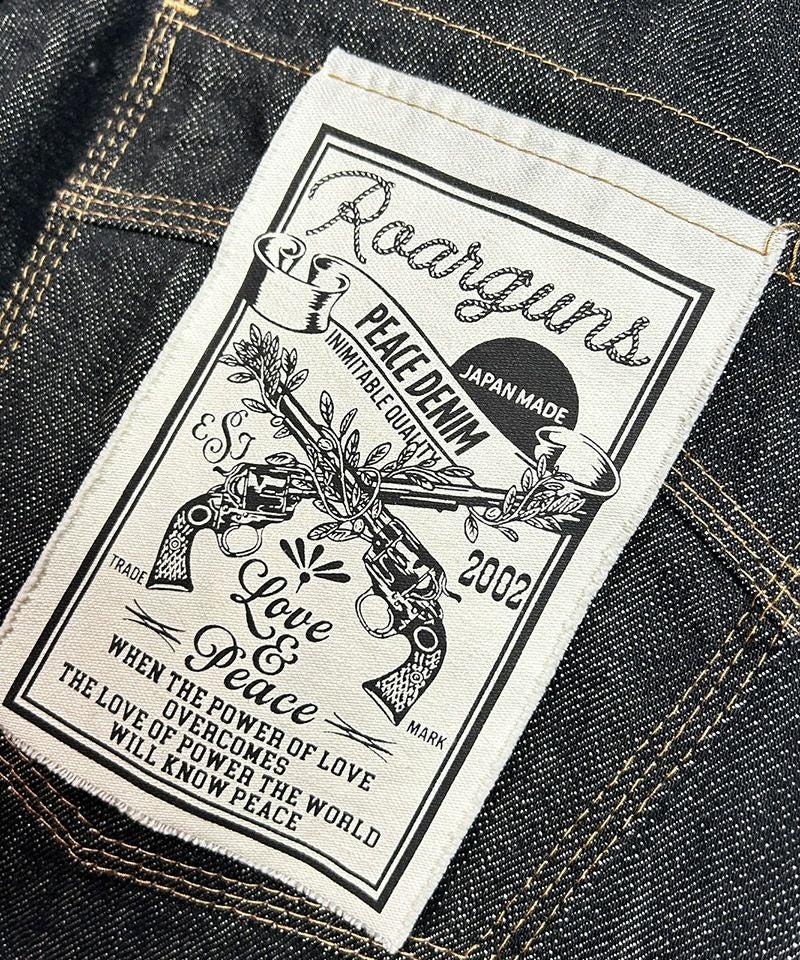 Roarguns
PEACE DENIM
INIMITABLE QUALITY
JAPAN MADE
EST
2002
TRADE
MARK
Love
&
Peace
WHEN THE POWER OF LOVE
OVERCOMES
THE LOVE OF POWER THE WORLD
WILL KNOW PEACE